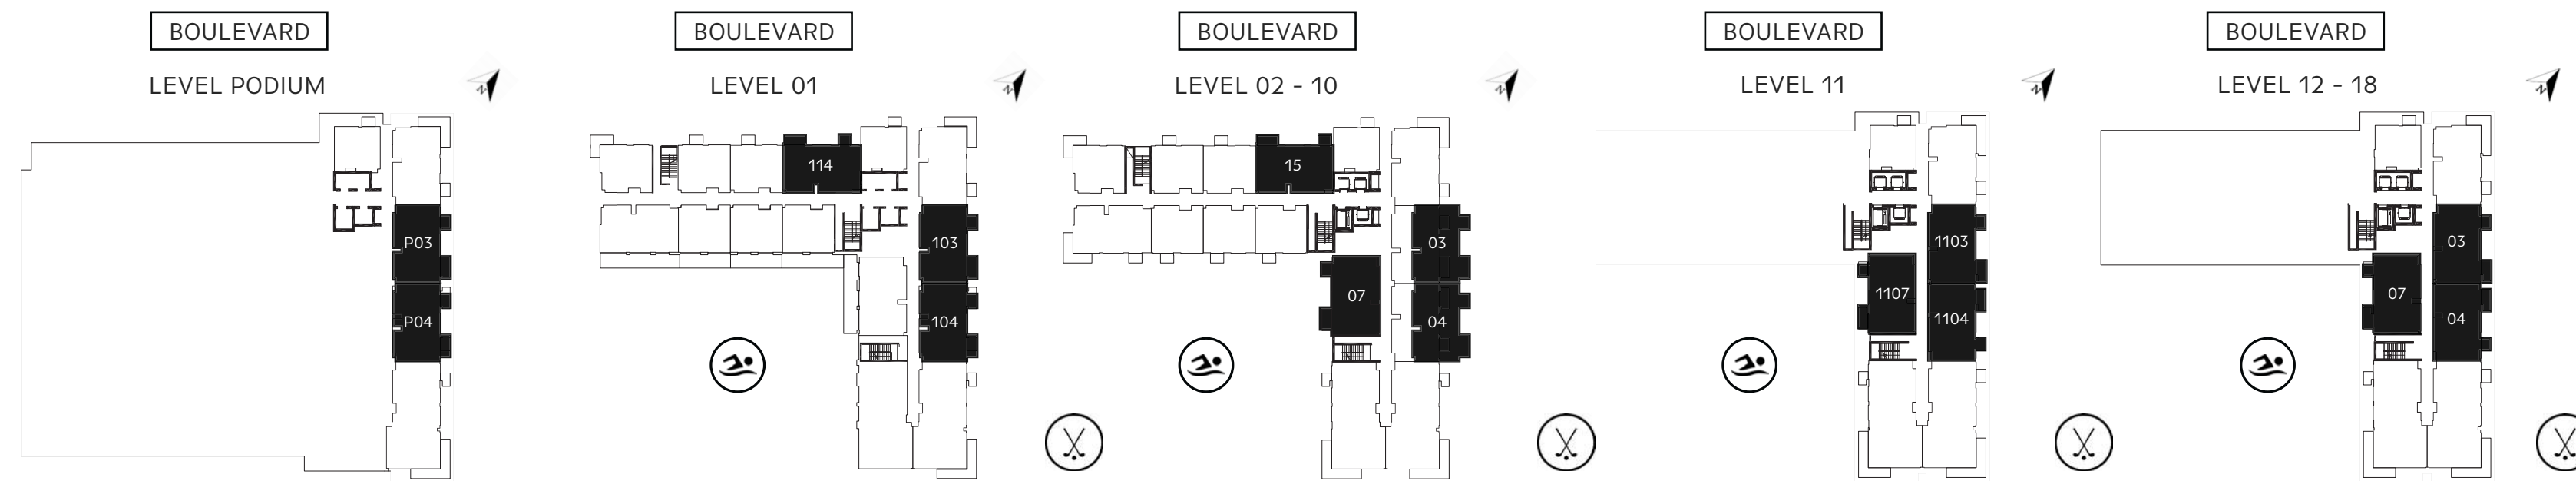 BOULEVARD
LEVEL PODIUM
N
P03
P04
BOULEVARD
LEVEL 01
N
114
103
104
BOULEVARD
LEVEL 02 - 10
N
15
03
07
04
BOULEVARD
LEVEL 11
N
1103
1107
1104
BOULEVARD
LEVEL 12 - 18
N
03
07
04